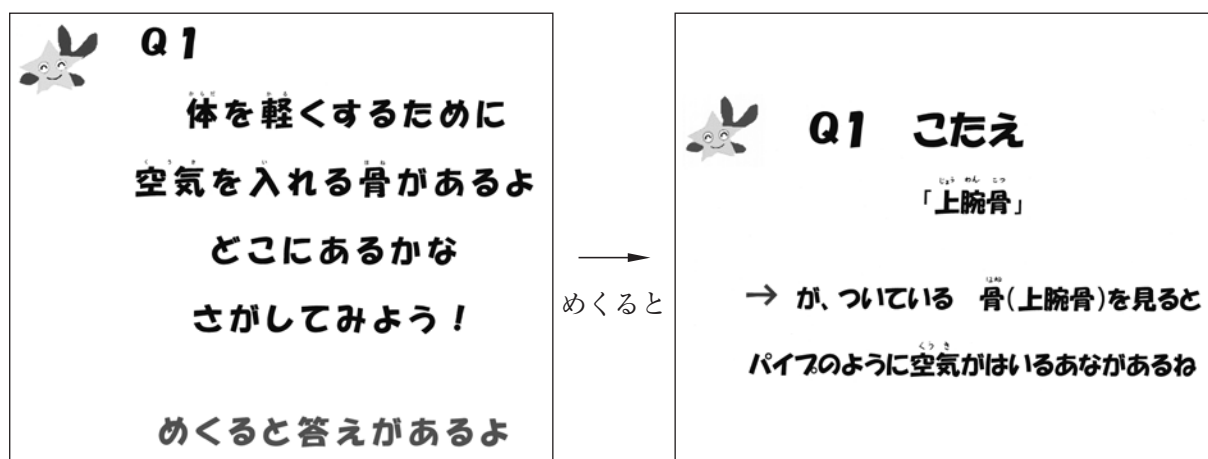 Q1
体を軽くするために
空気を入れる骨があるよ
どこにあるかな
さがしてみよう！
めくると答えがあるよ
めくると
Q1 こたえ
「上腕骨」
→ が、ついている 骨(上腕骨)を見ると
パイプのように空気がはいるあながあるね